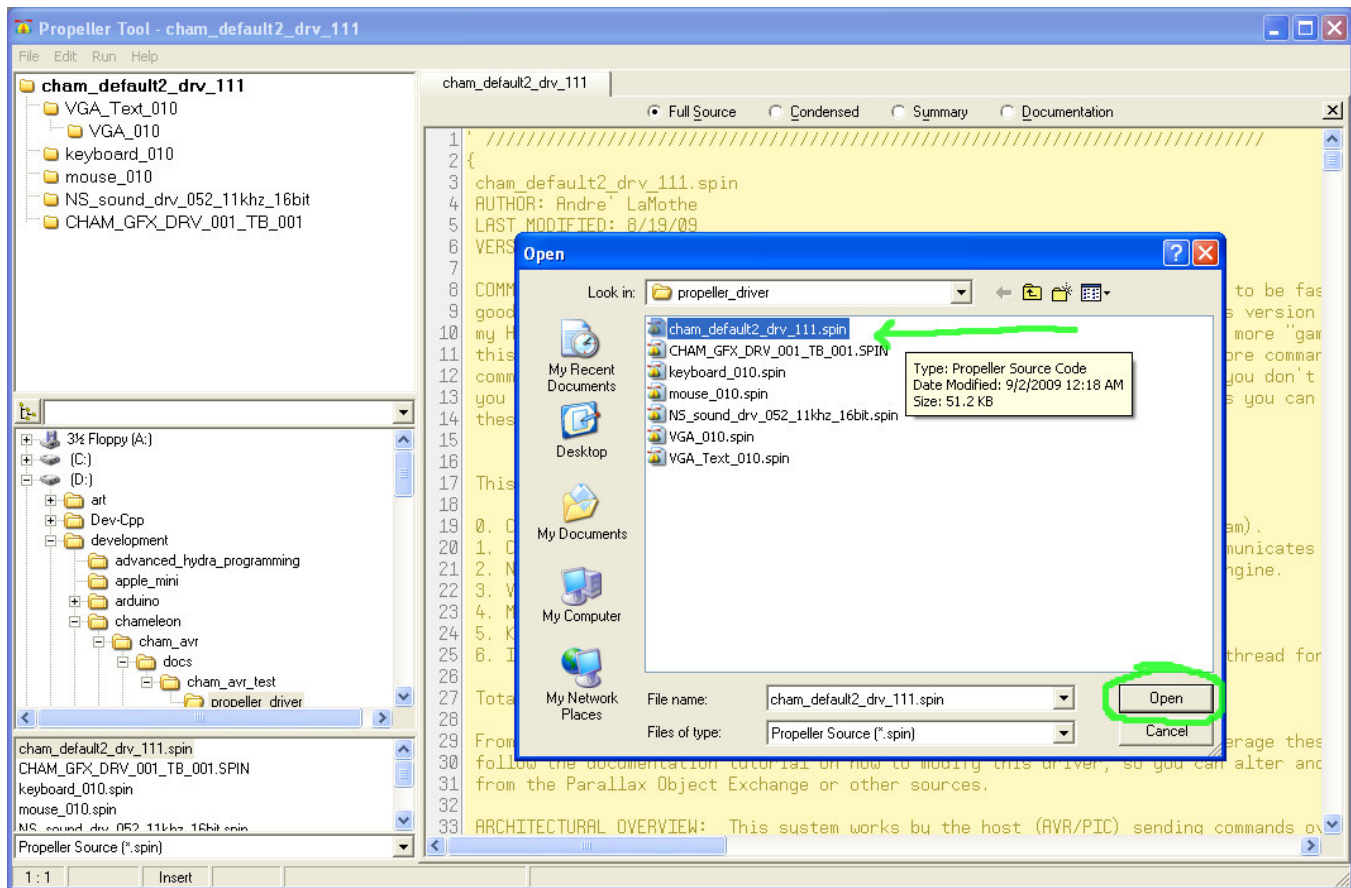 Propeller Tool - cham_default2_drv_111
File Edit Run Help
cham_default2_drv_111
VGA_Text_010
VGA_010
keyboard_010
mouse_010
NS_sound_drv_052_11khz_16bit
CHAM_GFX_DRV_001_TB_001
3½ Floppy (A:)
(C:)
(D:)
art
Dev-Cpp
development
advanced_hydra_programming
apple_mini
arduino
chameleon
cham_avr
docs
cham_avr_test
propeller_driver
cham_default2_drv_111.spin
CHAM_GFX_DRV_001_TB_001.SPIN
keyboard_010.spin
mouse_010.spin
NS_sound_drv_052_11khz_16bit.spin
Propeller Source (*.spin)
1 : 1 Insert
cham_default2_drv_111
Full Source Condensed Summary Documentation
1 ' ////////////////////////////////////////////////////////////////////////////
2 {
3 cham_default2_drv_111.spin
4 AUTHOR: Andre' LaMothe
5 LAST MODIFIED: 8/19/09
6 VERS
7
8 COMM to be fas
9 good s version
10 my H more "gam
11 this ore comman
12 comm you don't
13 you s you can
14 thes
15
16
17 This
18
19 0. C am).
20 1. C municates
21 2. N ngine.
22 3. V
23 4. M
24 5. K
25 6. I thread for
26
27 Tota
28
29 From erage thes
30 follow the documentation tutorial on how to modify this driver, so you can alter and
31 from the Parallax Object Exchange or other sources.
32
33 ARCHITECTURAL OVERVIEW: This system works by the host (AVR/PIC) sending commands ov
Open
Look in: propeller_driver
My Recent
Documents
Desktop
My Documents
My Computer
My Network
Places
cham_default2_drv_111.spin
CHAM_GFX_DRV_001_TB_001.SPIN
keyboard_010.spin
mouse_010.spin
NS_sound_drv_052_11khz_16bit.spin
VGA_010.spin
VGA_Text_010.spin
Type: Propeller Source Code
Date Modified: 9/2/2009 12:18 AM
Size: 51.2 KB
File name: cham_default2_drv_111.spin Open
Files of type: Propeller Source (*.spin) Cancel